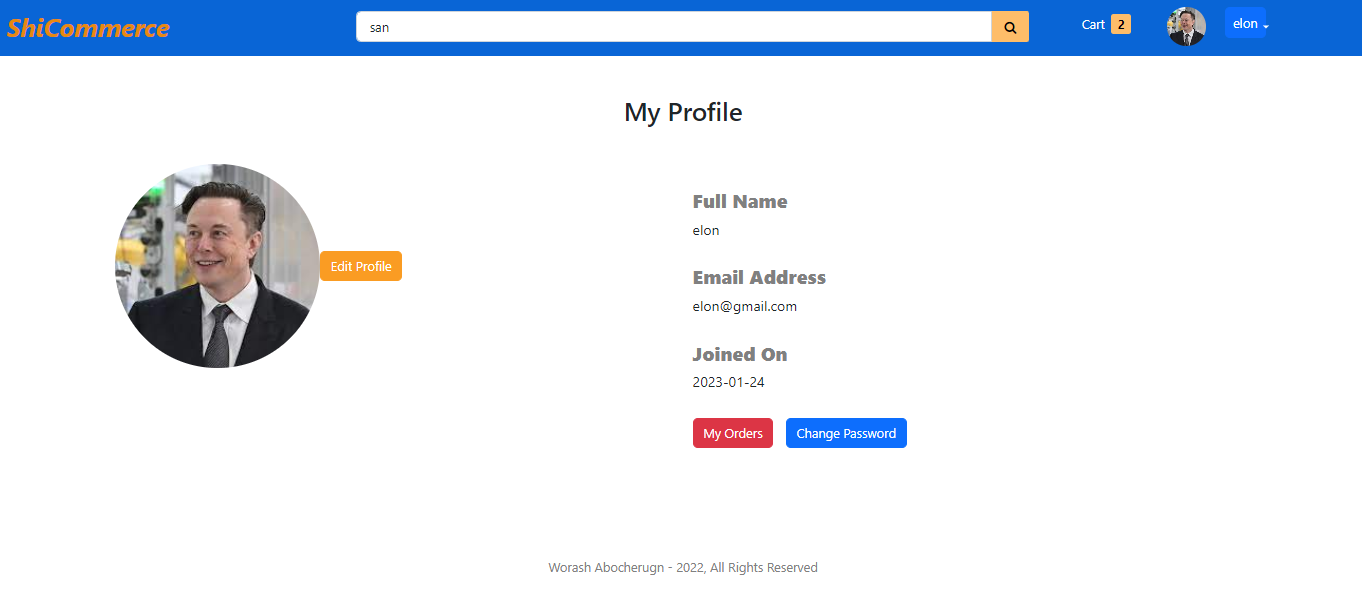 ShiCommerce
san
Cart 2
elon
My Profile
Edit Profile
Full Name
elon
Email Address
elon@gmail.com
Joined On
2023-01-24
My Orders
Change Password
Worash Abocherugn - 2022, All Rights Reserved